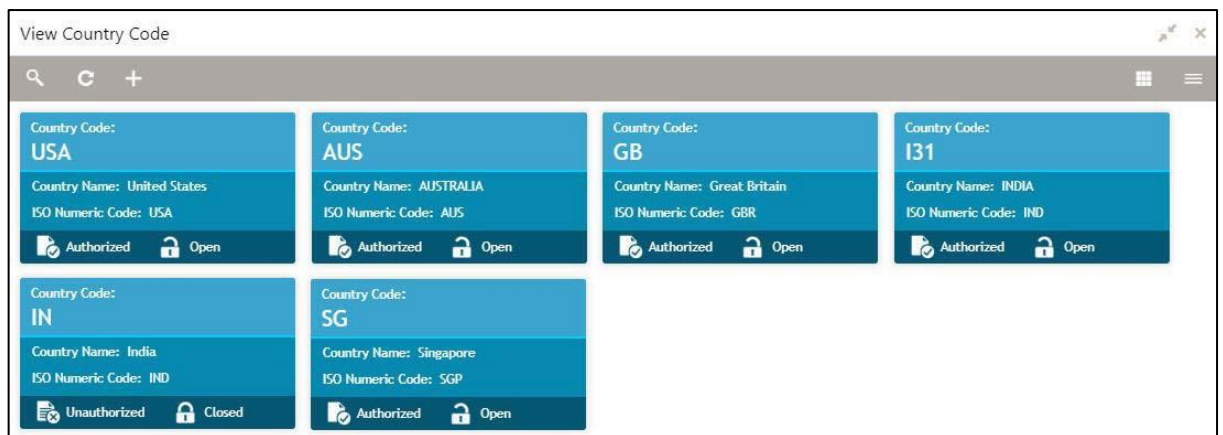 View Country Code
Country Code:
USA
Country Name: United States
ISO Numeric Code: USA
Authorized Open
Country Code:
AUS
Country Name: AUSTRALIA
ISO Numeric Code: AUS
Authorized Open
Country Code:
GB
Country Name: Great Britain
ISO Numeric Code: GBR
Authorized Open
Country Code:
I31
Country Name: INDIA
ISO Numeric Code: IND
Authorized Open
Country Code:
IN
Country Name: India
ISO Numeric Code: IND
Unauthorized Closed
Country Code:
SG
Country Name: Singapore
ISO Numeric Code: SGP
Authorized Open